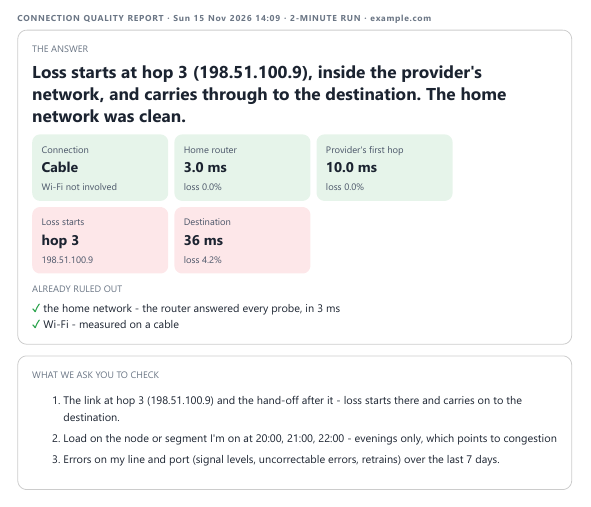 CONNECTION QUALITY REPORT · Sun 15 Nov 2026 14:09 · 2-MINUTE RUN · example.com
THE ANSWER
Loss starts at hop 3 (198.51.100.9), inside the provider's
network, and carries through to the destination. The home
network was clean.
Connection
Cable
Wi-Fi not involved
Home router
3.0 ms
loss 0.0%
Provider's first hop
10.0 ms
loss 0.0%
Loss starts
hop 3
198.51.100.9
Destination
36 ms
loss 4.2%
ALREADY RULED OUT
✓ the home network - the router answered every probe, in 3 ms
✓ Wi-Fi - measured on a cable
WHAT WE ASK YOU TO CHECK
1. The link at hop 3 (198.51.100.9) and the hand-off after it - loss starts there and carries on to the
destination.
2. Load on the node or segment I'm on at 20:00, 21:00, 22:00 - evenings only, which points to congestion
3. Errors on my line and port (signal levels, uncorrectable errors, retrains) over the last 7 days.